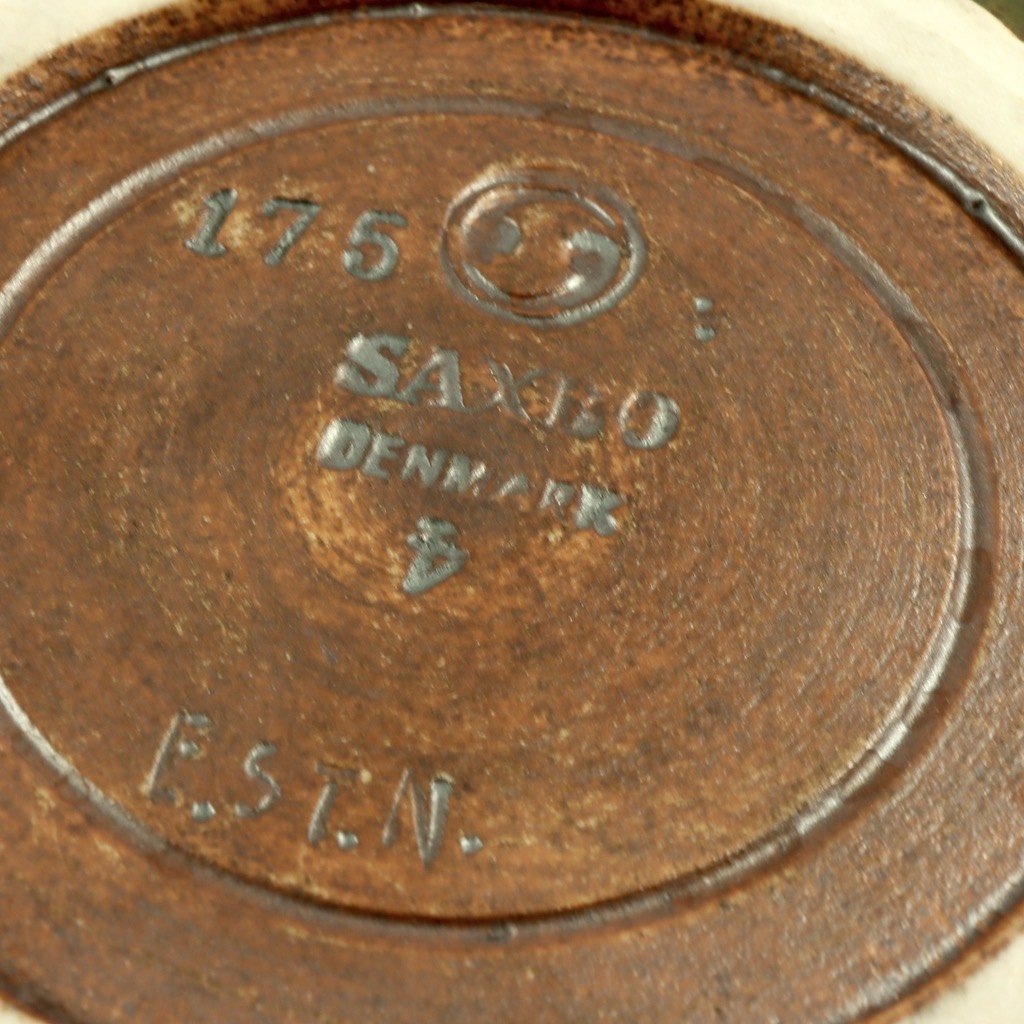 175
SAXBO
DENMARK
E.ST.N.